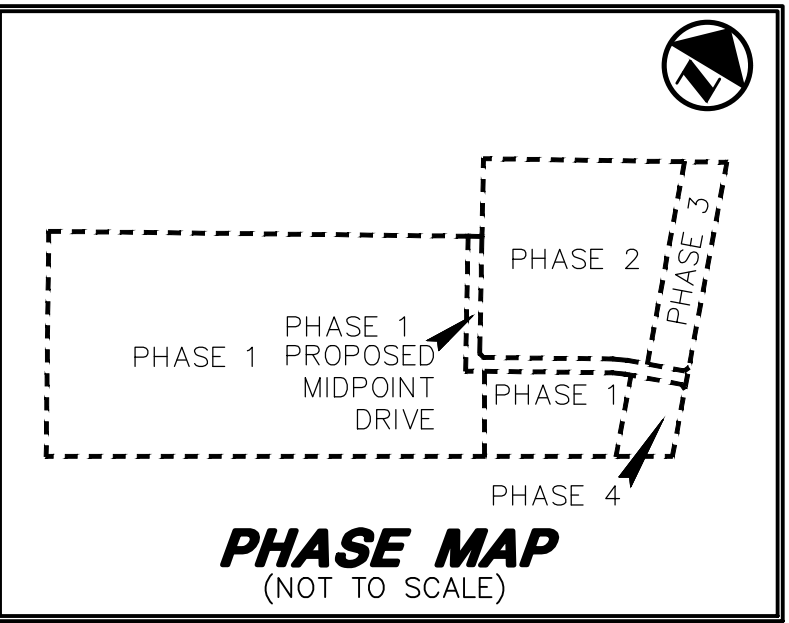 PHASE 3
PHASE 2
PHASE 1
PROPOSED
MIDPOINT
DRIVE
PHASE 1
PHASE 1
PHASE 4
PHASE MAP
(NOT TO SCALE)